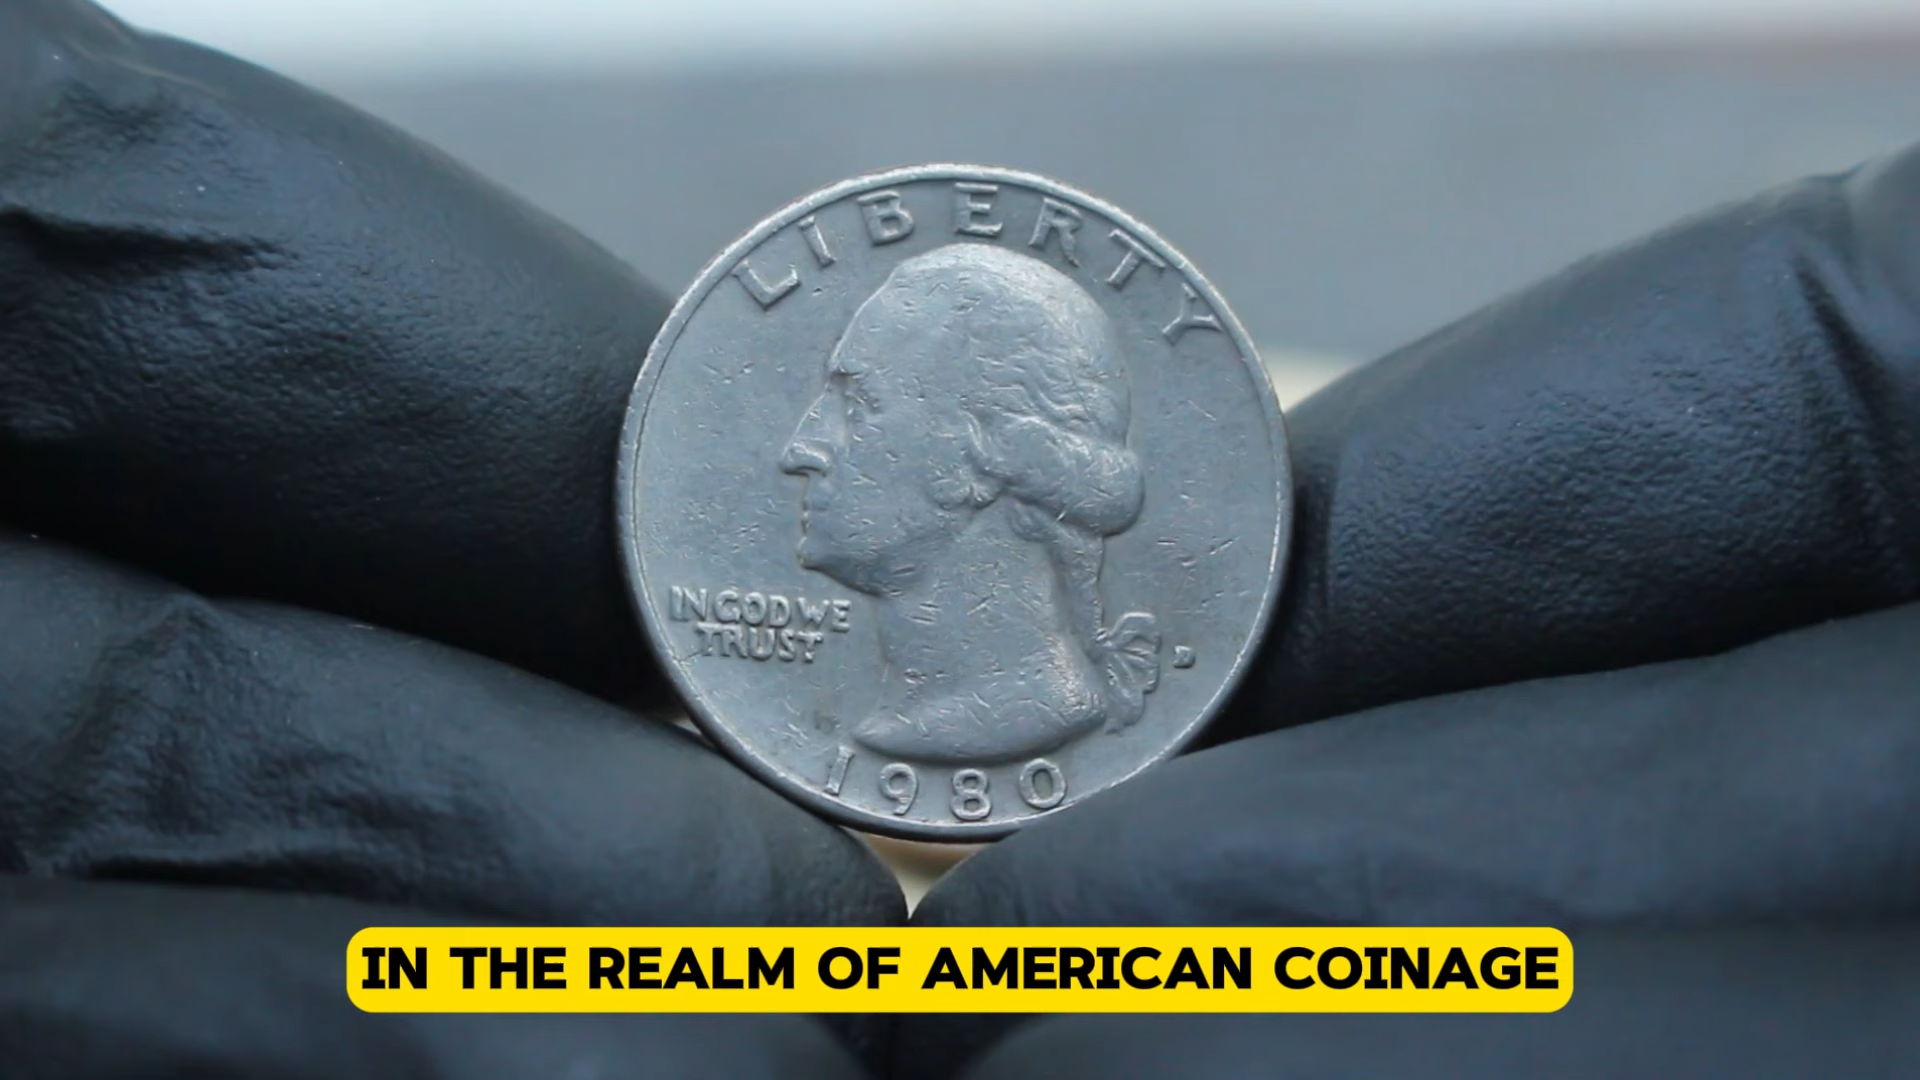 LIBERTY
IN GOD WE
TRUST
D
1980
IN THE REALM OF AMERICAN COINAGE